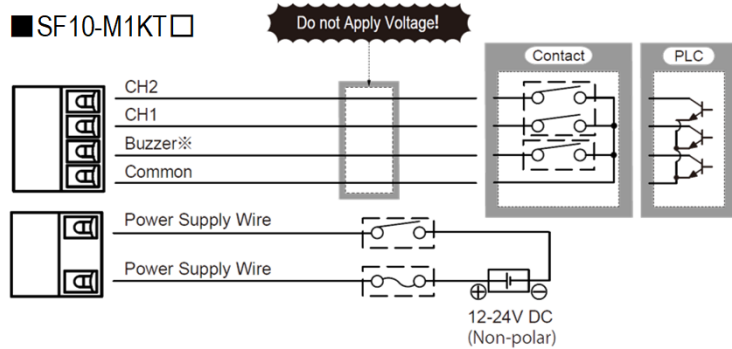 ■SF10-M1KT□
Do not Apply Voltage!
Contact
PLC
CH2
CH1
Buzzer※
Common
Power Supply Wire
Power Supply Wire
⊕ ⊖
12-24V DC
(Non-polar)